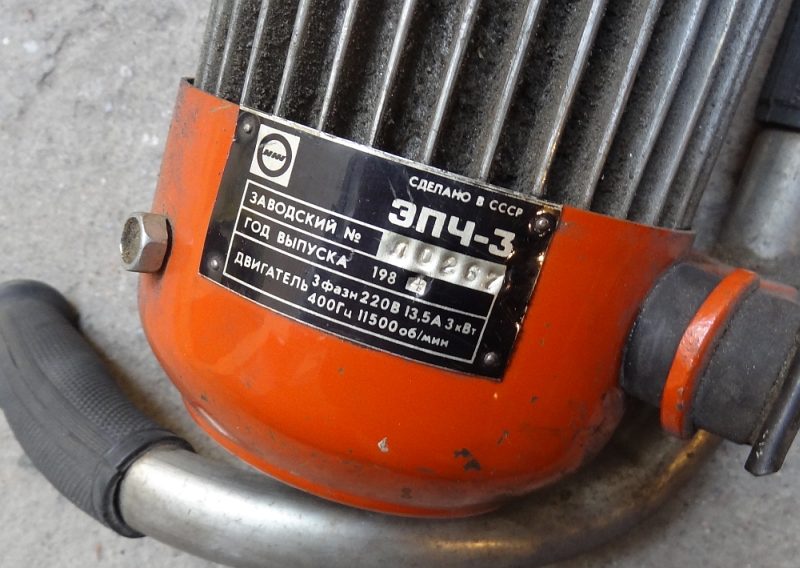 СДЕЛАНО В СССР
ЭПЧ-3
ЗАВОДСКИЙ №
ГОД ВЫПУСКА 198
ДВИГАТЕЛЬ 3 фазн 220В 13,5А 3кВт
400Гц 11500 об/мин